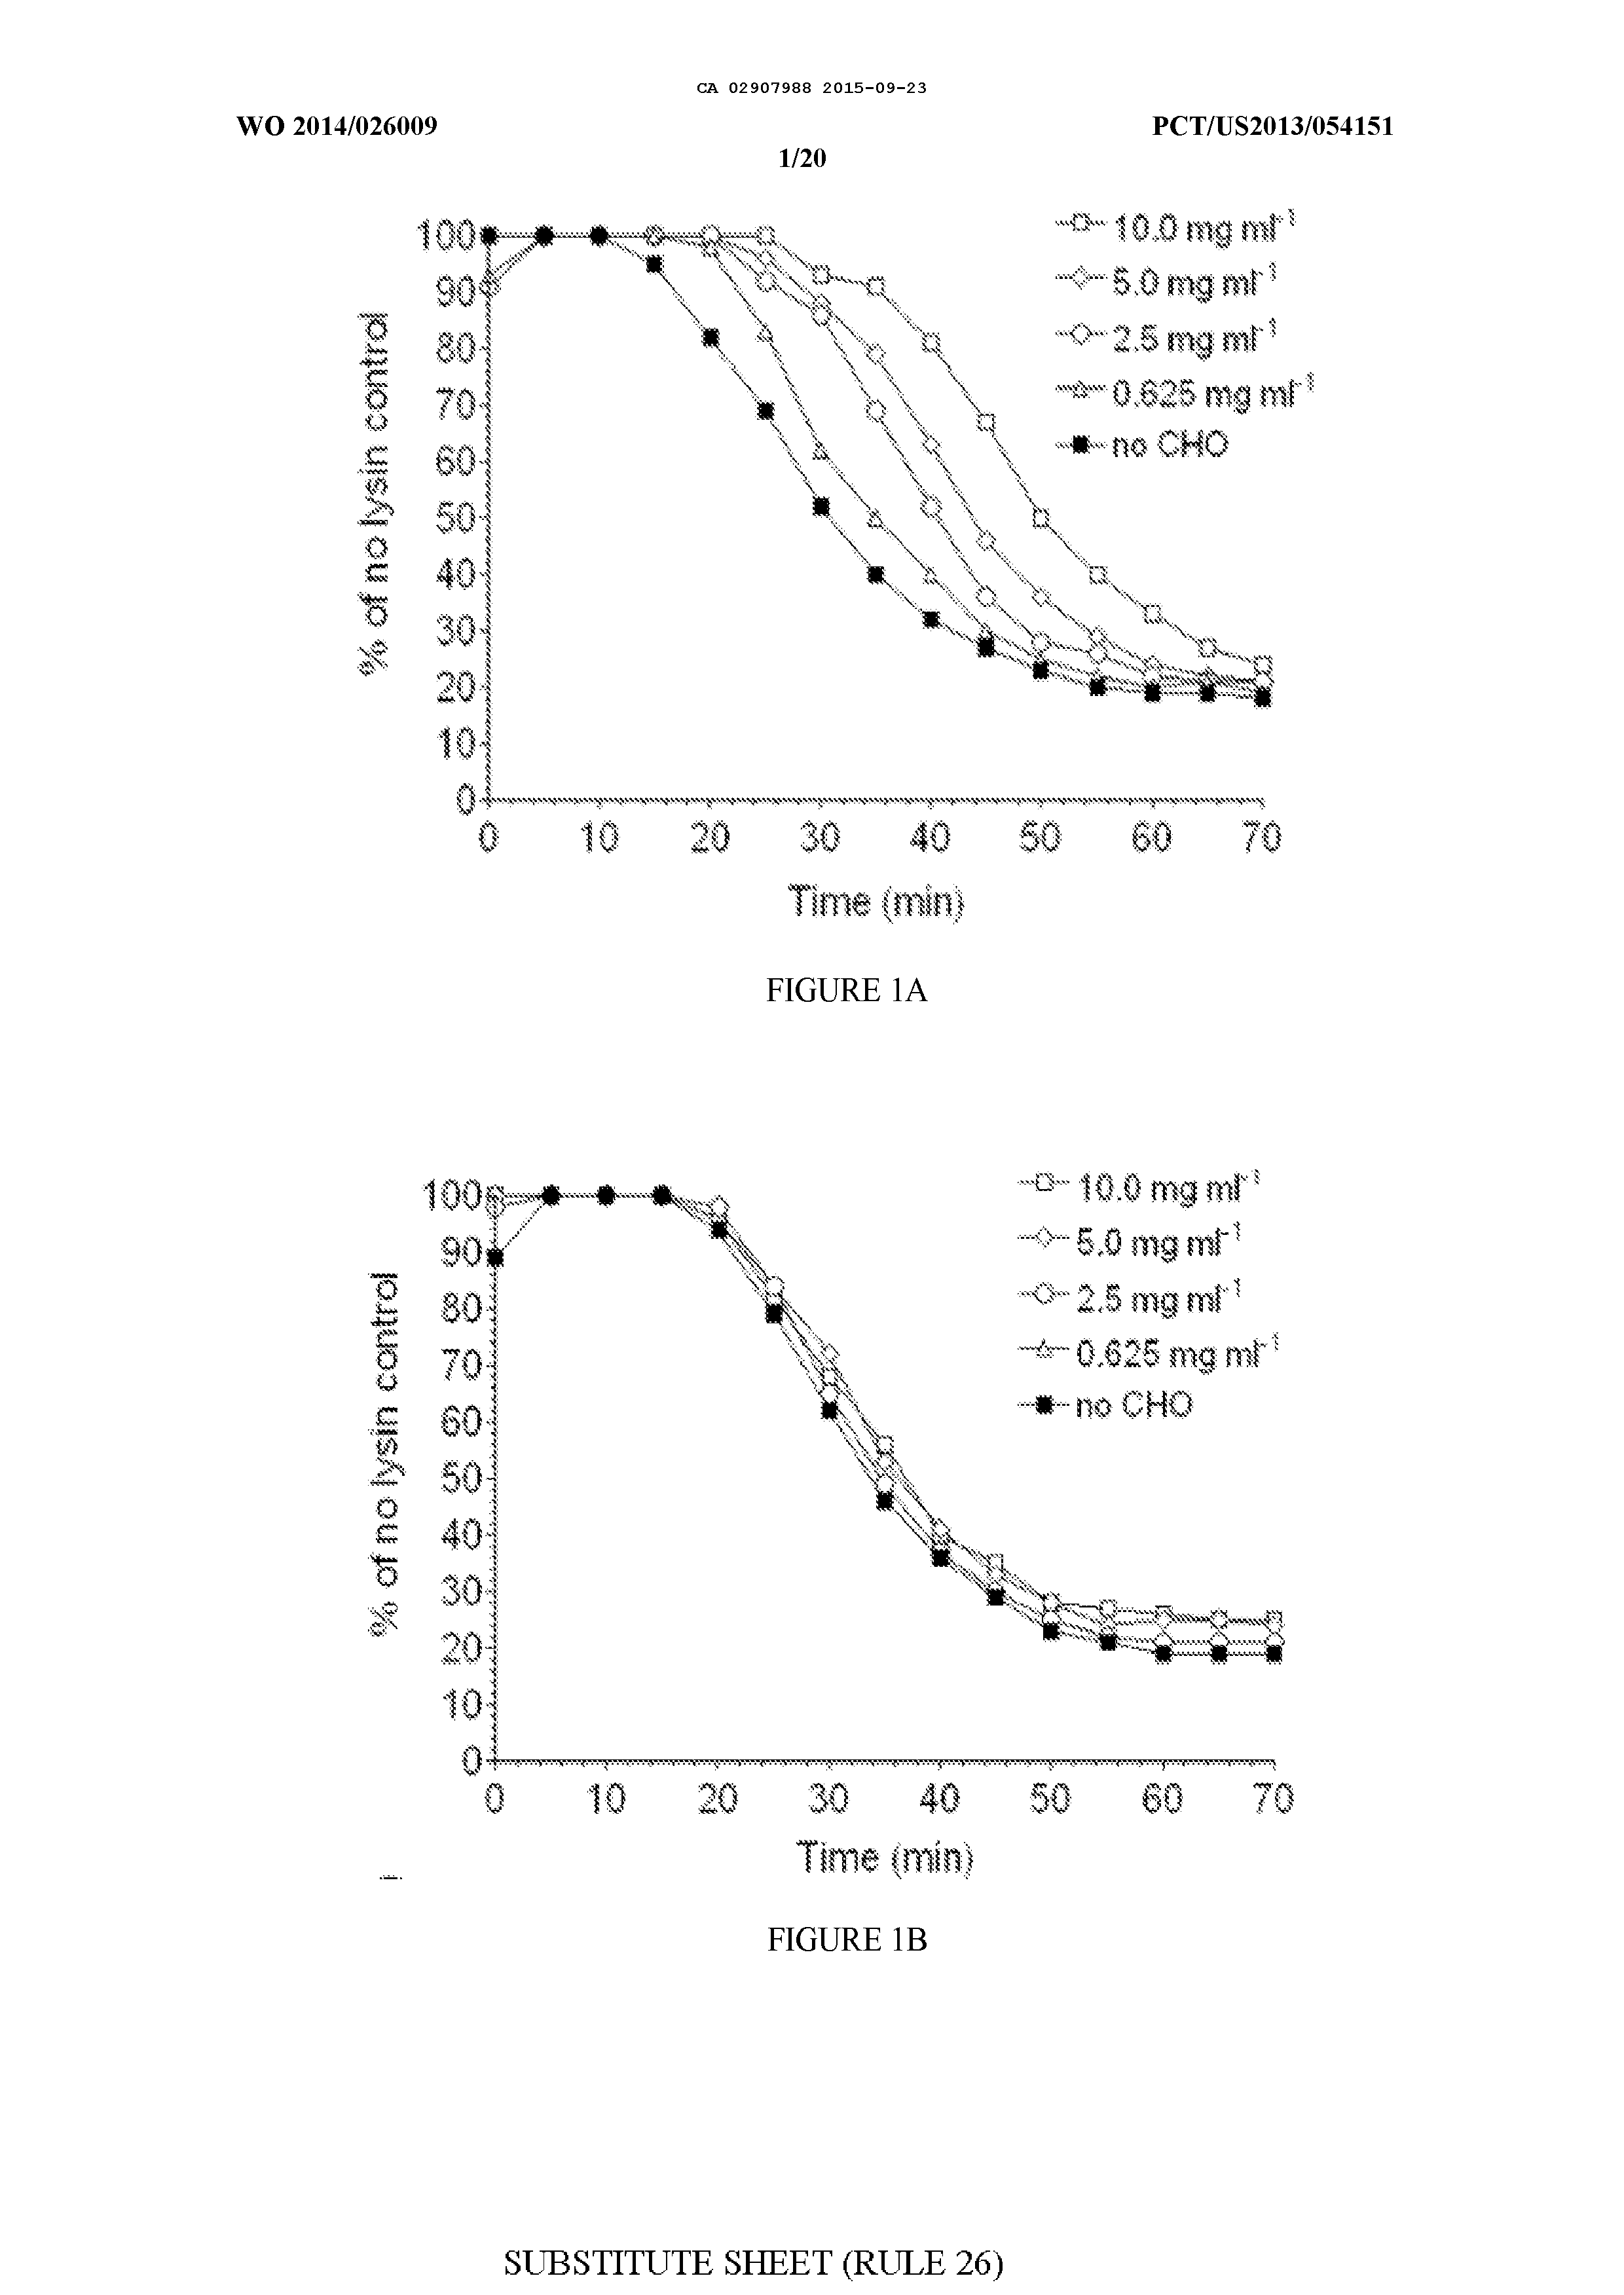 CA 02907988 2015-09-23
WO 2014/026009
PCT/US2013/054151
1/20
10.0 mg ml-1
5.0 mg ml-1
2.5 mg ml-1
0.625 mg ml-1
no CHO
% of no lysin control
100
90
80
70
60
50
40
30
20
10
0
0 10 20 30 40 50 60 70
Time (min)
FIGURE 1A
10.0 mg ml-1
5.0 mg ml-1
2.5 mg ml-1
0.625 mg ml-1
no CHO
% of no lysin control
100
90
80
70
60
50
40
30
20
10
0
0 10 20 30 40 50 60 70
Time (min)
FIGURE 1B
SUBSTITUTE SHEET (RULE 26)